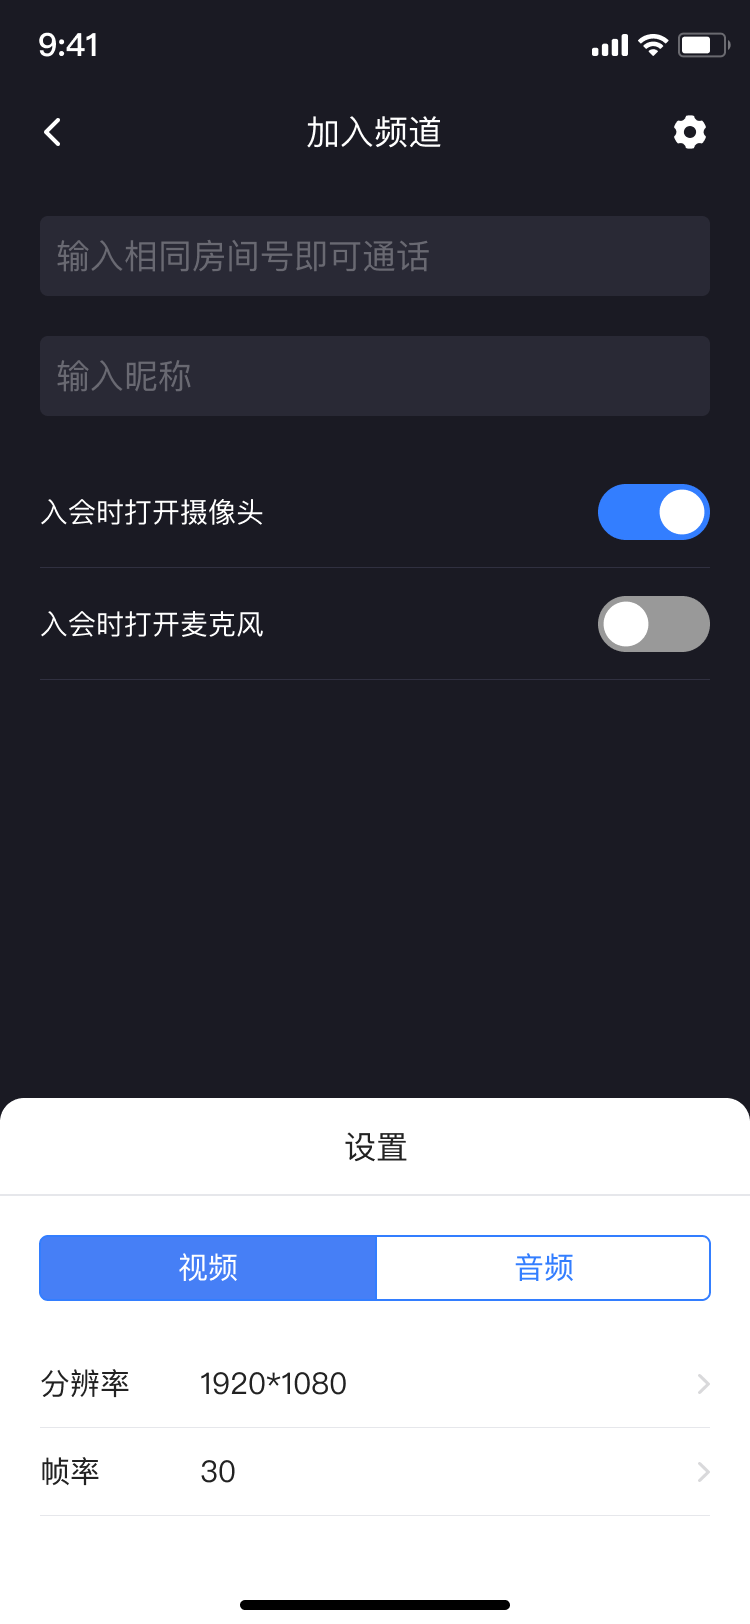 9:41
加入频道
输入相同房间号即可通话
输入昵称
入会时打开摄像头
入会时打开麦克风
设置
视频 音频
分辨率 1920*1080
帧率 30